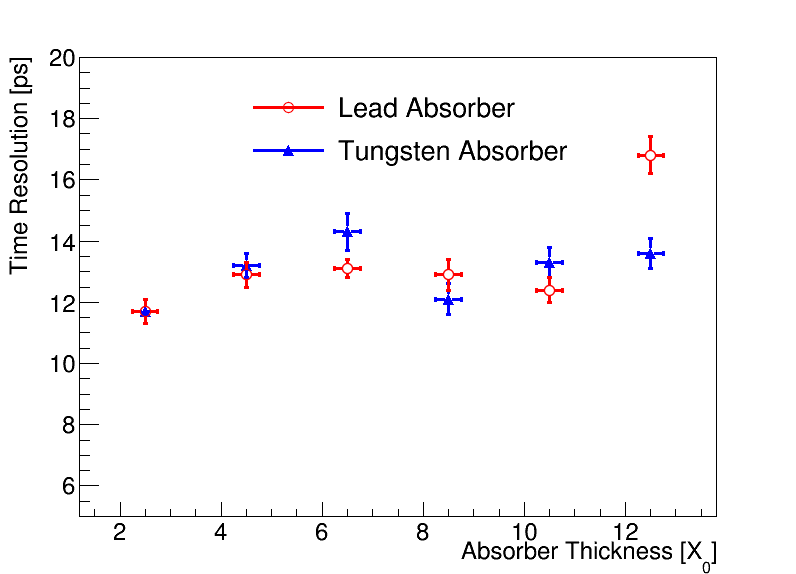 Time Resolution [ps]
20
18
16
14
12
10
8
6
Lead Absorber
Tungsten Absorber
2 4 6 8 10 12
Absorber Thickness [X0]